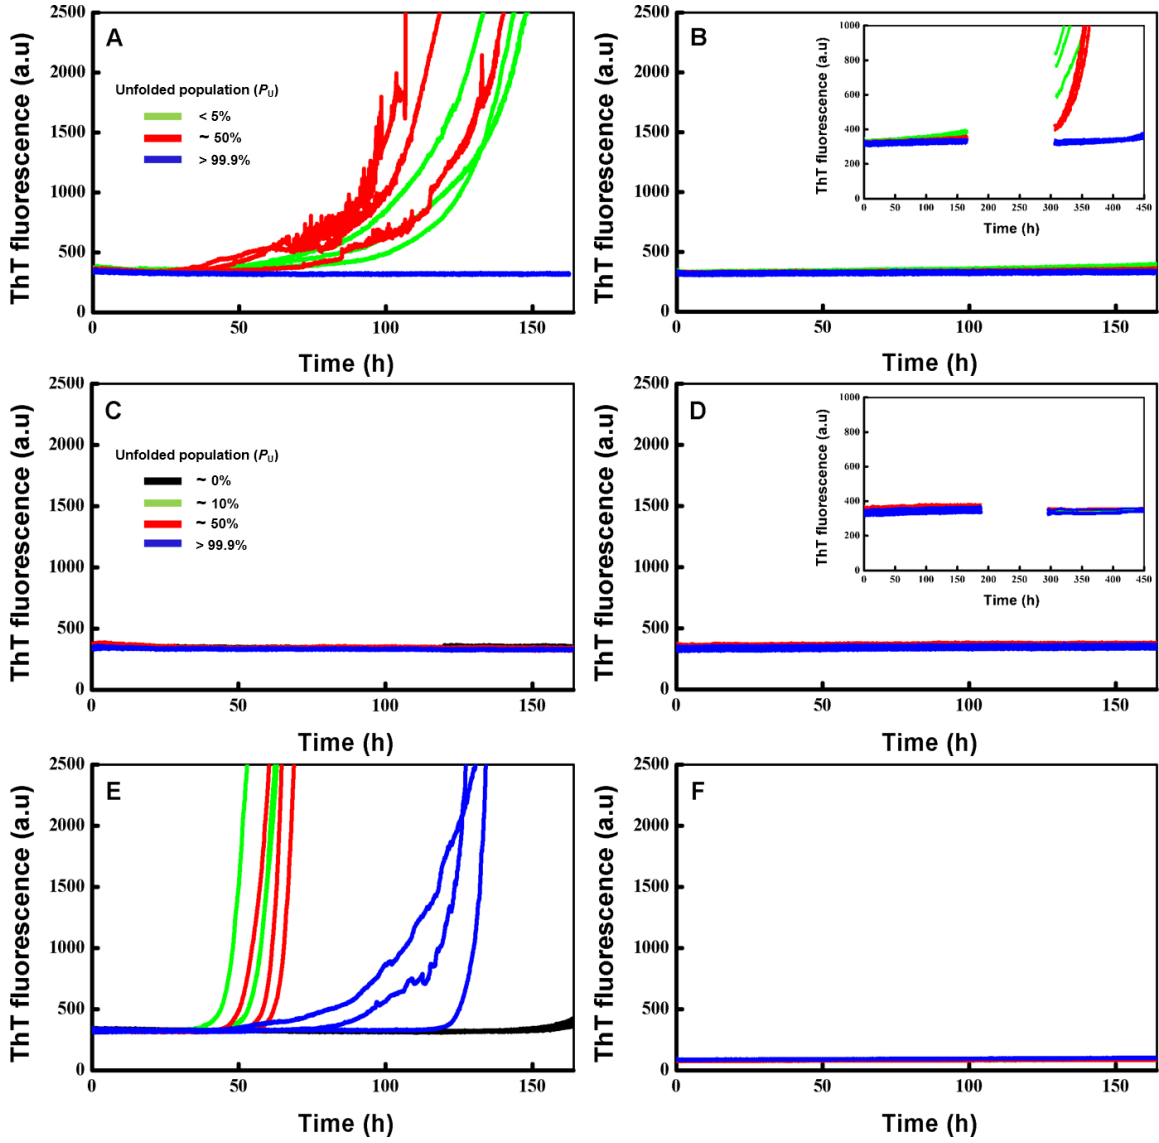 A
ThT fluorescence (a.u)
2500
2000
1500
1000
500
0
Unfolded population (PU)
< 5%
~ 50%
> 99.9%
0 50 100 150
Time (h)
B
ThT fluorescence (a.u)
2500
2000
1500
1000
500
0
ThT fluorescence (a.u)
1000
800
600
400
200
0
0 50 100 150 200 250 300 350 400 450
Time (h)
0 50 100 150
Time (h)
C
ThT fluorescence (a.u)
2500
2000
1500
1000
500
0
Unfolded population (PU)
~ 0%
~ 10%
~ 50%
> 99.9%
0 50 100 150
Time (h)
D
ThT fluorescence (a.u)
2500
2000
1500
1000
500
0
ThT fluorescence (a.u)
1000
800
600
400
200
0
0 50 100 150 200 250 300 350 400 450
Time (h)
0 50 100 150
Time (h)
E
ThT fluorescence (a.u)
2500
2000
1500
1000
500
0
0 50 100 150
Time (h)
F
ThT fluorescence (a.u)
2500
2000
1500
1000
500
0
0 50 100 150
Time (h)